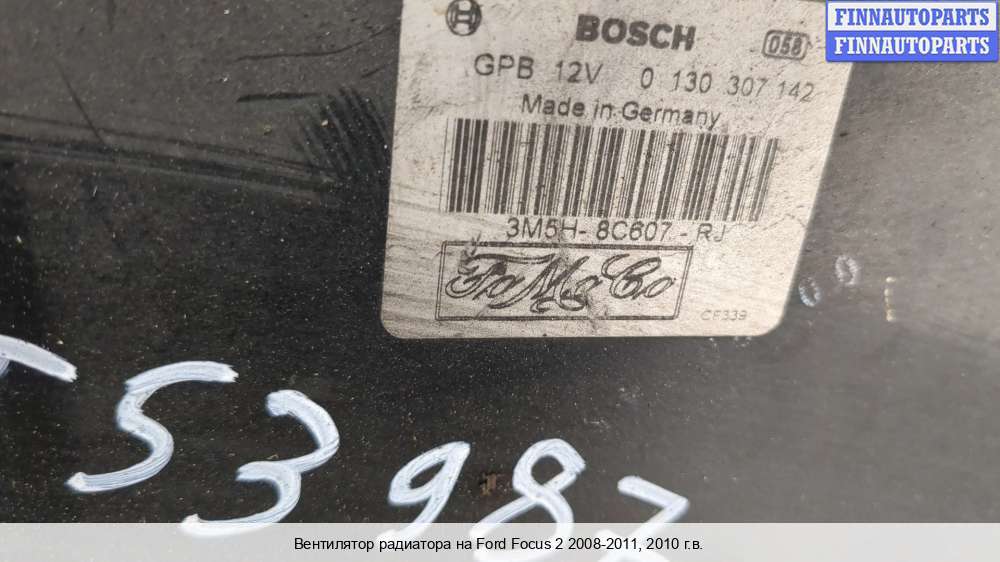 FINNAUTOPARTS
FINNAUTOPARTS
BOSCH 058
GPB 12V 0 130 307 142
Made in Germany
3M5H- 8C607 - RJ
FoMoCo
CF339
5398
Вентилятор радиатора на Ford Focus 2 2008-2011, 2010 г.в.